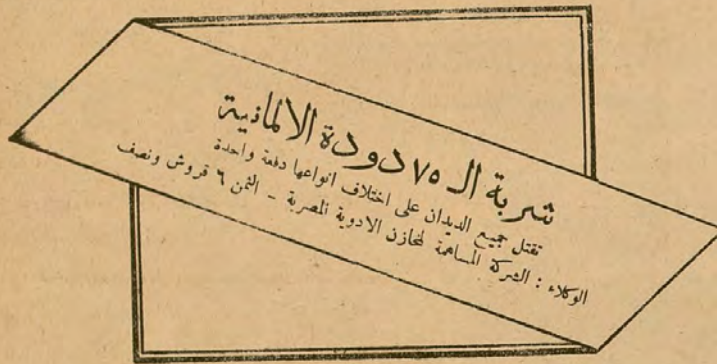 شربة ال ٧٥ دودة الالمانية
تقتل جميع الديدان على اختلاف انواعها دفعة واحدة
الوكلاء : الشركة المساهمة لمخازن الادوية المصرية – الثمن ٦ قروش ونصف